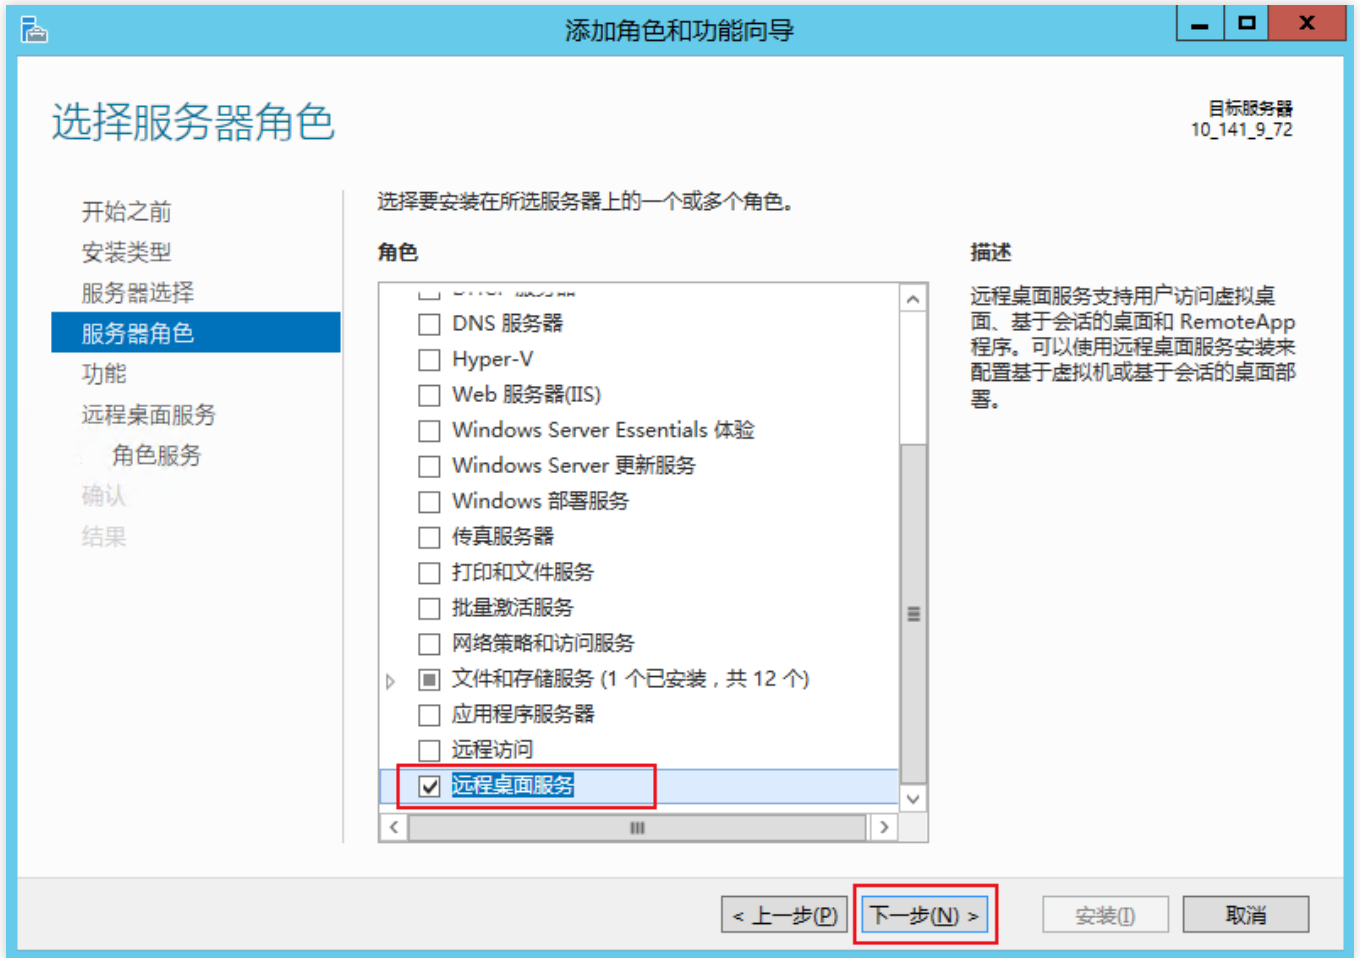 添加角色和功能向导
选择服务器角色
目标服务器
10_141_9_72
开始之前
安装类型
服务器选择
服务器角色
功能
远程桌面服务
角色服务
确认
结果
选择要安装在所选服务器上的一个或多个角色。
角色
DNS 服务器
Hyper-V
Web 服务器(IIS)
Windows Server Essentials 体验
Windows Server 更新服务
Windows 部署服务
传真服务器
打印和文件服务
批量激活服务
网络策略和访问服务
文件和存储服务 (1 个已安装，共 12 个)
应用程序服务器
远程访问
远程桌面服务
描述
远程桌面服务支持用户访问虚拟桌
面、基于会话的桌面和 RemoteApp
程序。可以使用远程桌面服务安装来
配置基于虚拟机或基于会话的桌面部
署。
< 上一步(P)
下一步(N) >
安装(I)
取消